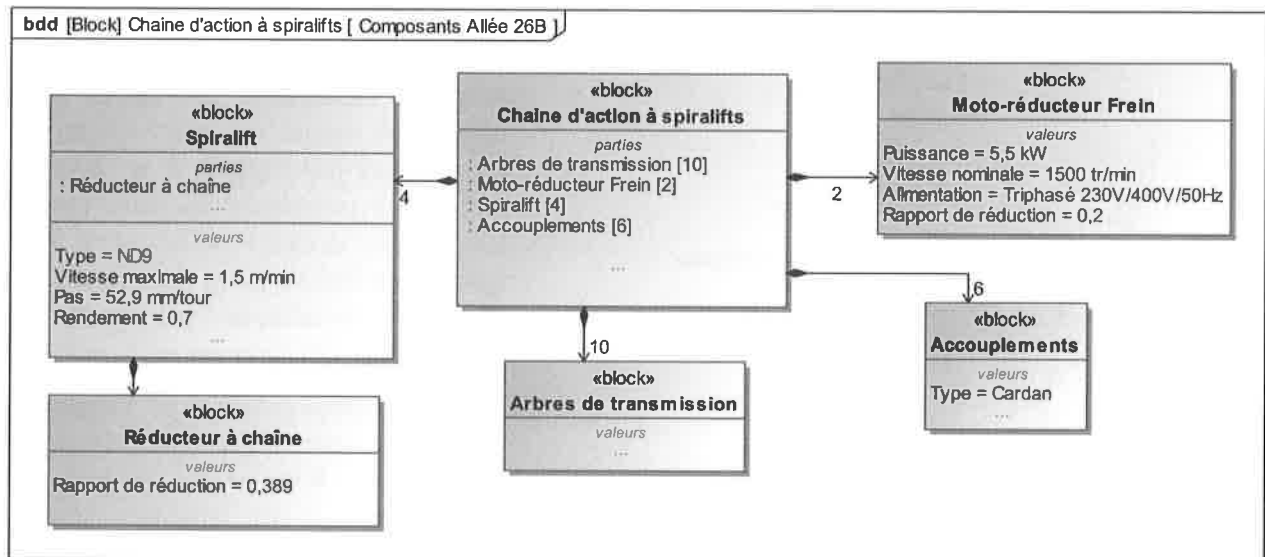 bdd [Block] Chaine d'action à spiralifts [ Composants Allée 26B ]
«block»
Spiralift
parties
: Réducteur à chaîne
...
valeurs
Type = ND9
Vitesse maximale = 1,5 m/min
Pas = 52,9 mm/tour
Rendement = 0,7
...
4
«block»
Chaine d'action à spiralifts
parties
: Arbres de transmission [10]
: Moto-réducteur Frein [2]
: Spiralift [4]
: Accouplements [6]
...
2
«block»
Moto-réducteur Frein
valeurs
Puissance = 5,5 kW
Vitesse nominale = 1500 tr/min
Alimentation = Triphasé 230V/400V/50Hz
Rapport de réduction = 0,2
...
6
«block»
Accouplements
valeurs
Type = Cardan
...
10
«block»
Arbres de transmission
valeurs
...
«block»
Réducteur à chaîne
valeurs
Rapport de réduction = 0,389